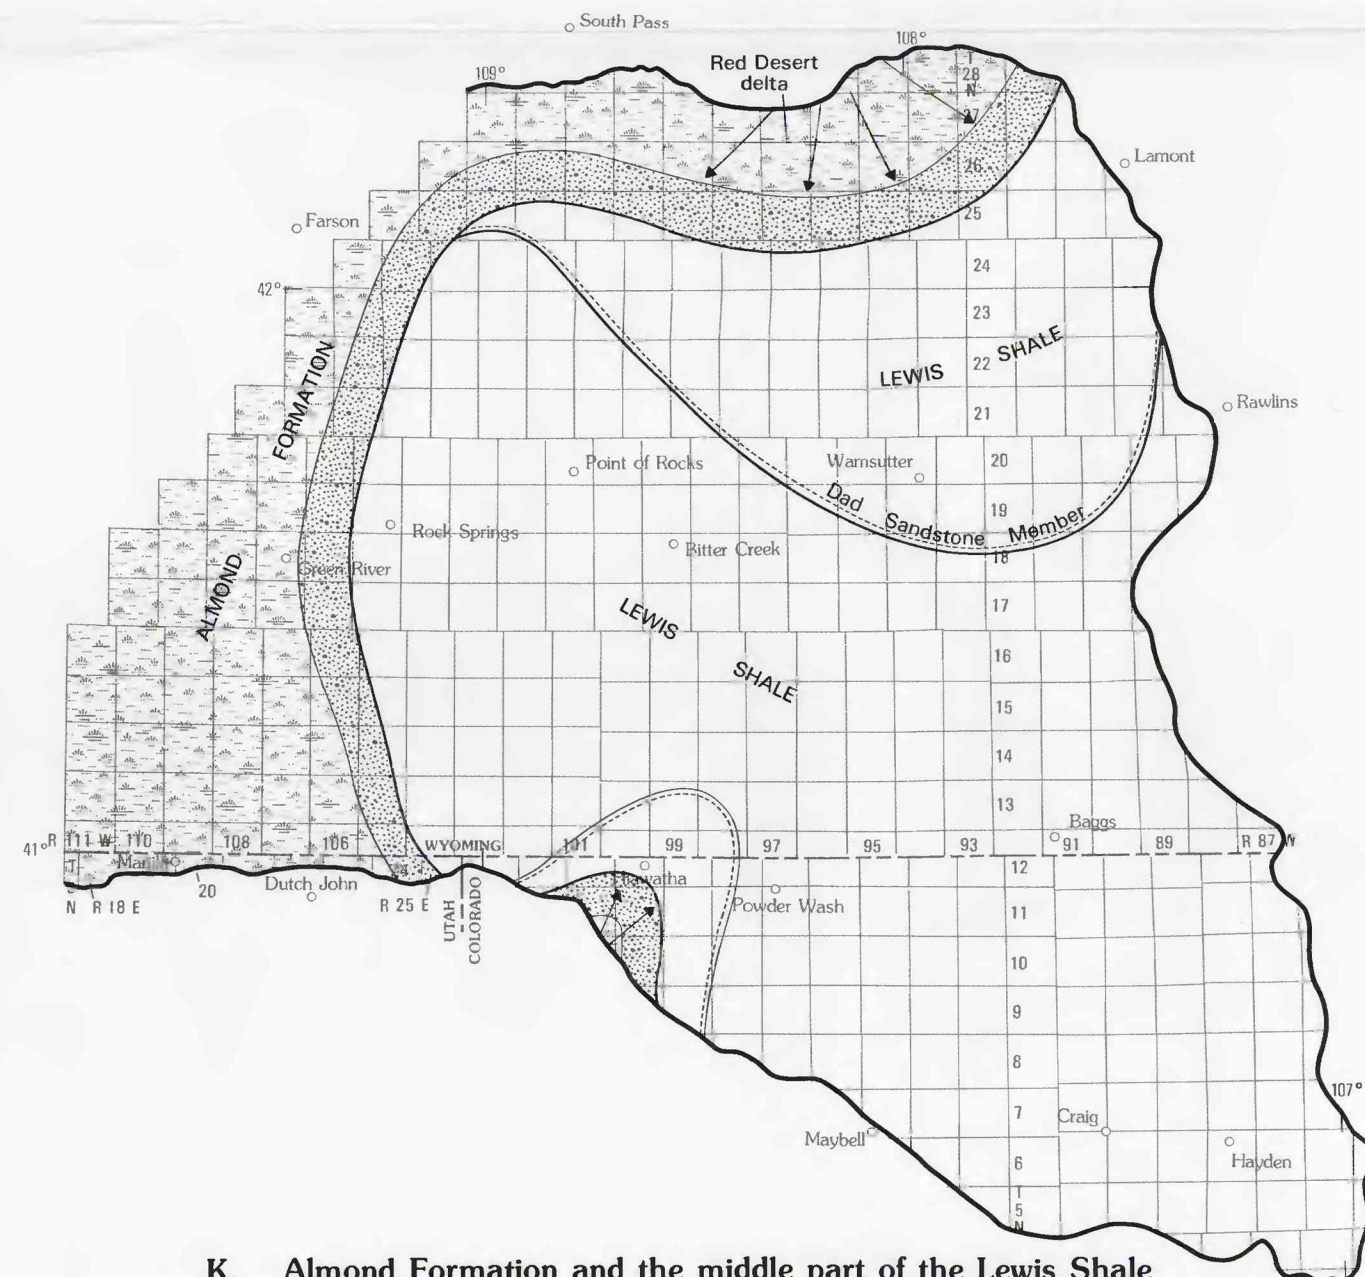 South Pass
108°
109°
Red Desert
delta
T
28
N
27
Lamont
26
25
Farson
24
42°
23
LEWIS SHALE
22
FORMATION
21
Rawlins
Point of Rocks
Wamsutter
20
Dad Sandstone Member
19
Rock Springs
Bitter Creek
18
Green River
ALMOND
17
LEWIS
SHALE
16
15
14
13
Baggs
41° R 111 W 110 108 106 WYOMING 101 99 97 95 93 91 89 R 87 W
T
12
Dutch John
N R 18 E 20 R 25 E
UTAH
COLORADO
Powder Wash
11
10
9
8
107°
7
Craig
Maybell
6
Hayden
T
5
N
K Almond Formation and the middle part of the Lewis Shale